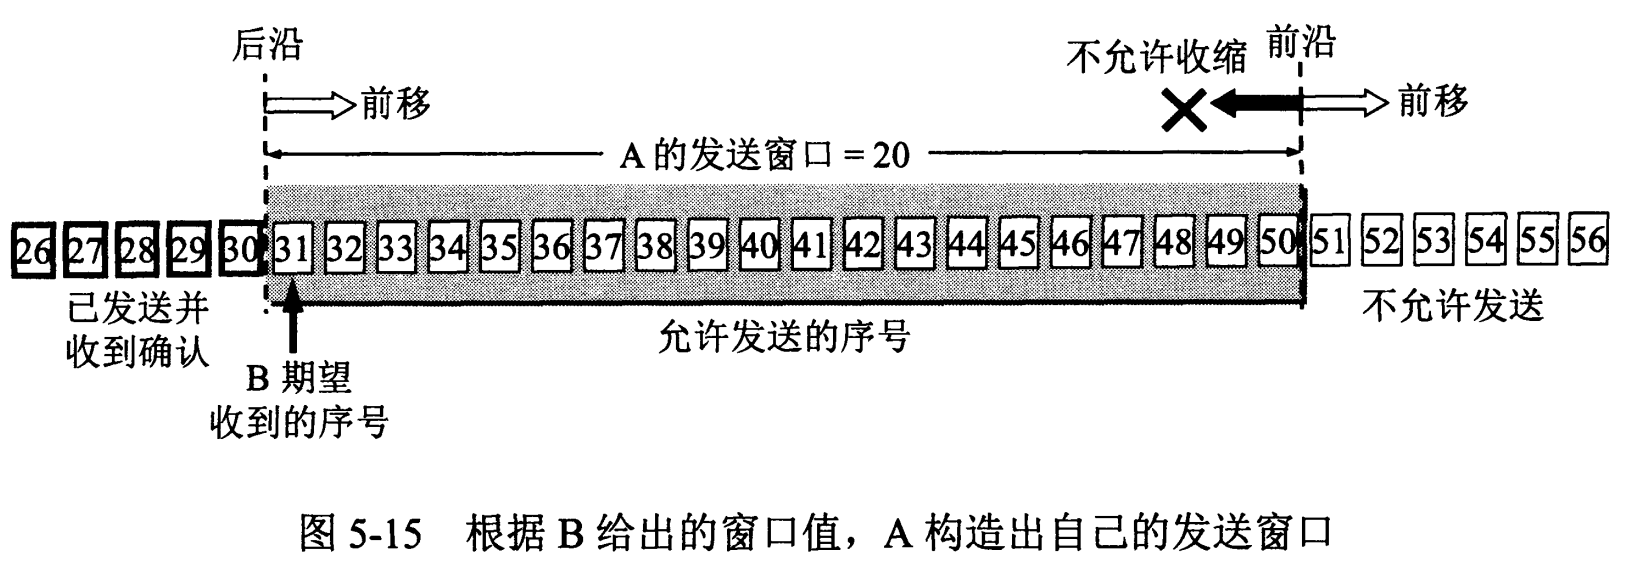 后沿
不允许收缩 前沿
前移
前移
A 的发送窗口 = 20
26 27 28 29 30 31 32 33 34 35 36 37 38 39 40 41 42 43 44 45 46 47 48 49 50 51 52 53 54 55 56
已发送并
收到确认
允许发送的序号
不允许发送
B 期望
收到的序号
图 5-15 根据 B 给出的窗口值，A 构造出自己的发送窗口